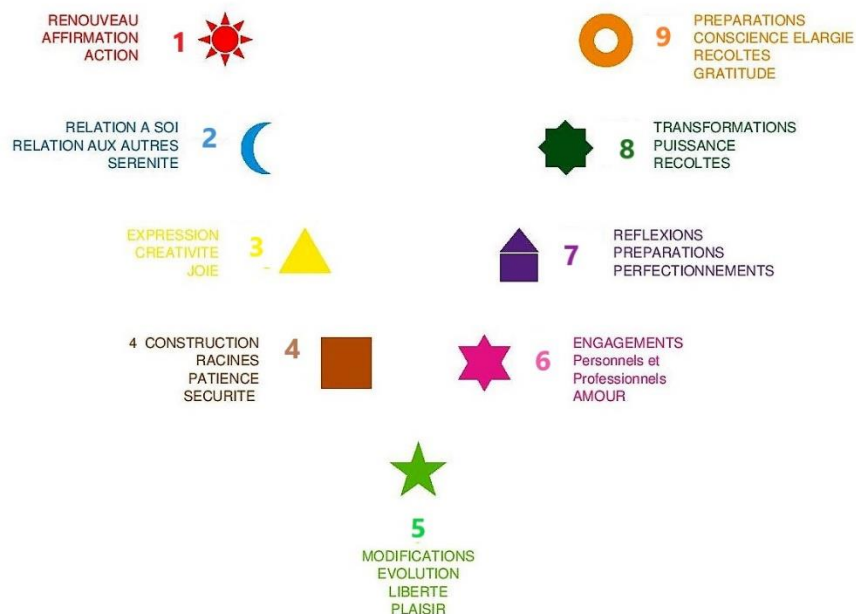 RENOUVEAU
AFFIRMATION
ACTION
1
RELATION A SOI
RELATION AUX AUTRES
SERENITE
2
EXPRESSION
CREATIVITE
JOIE
3
4 CONSTRUCTION
RACINES
PATIENCE
SECURITE
4
5
MODIFICATIONS
EVOLUTION
LIBERTE
PLAISIR
6
ENGAGEMENTS
Personnels et
Professionnels
AMOUR
7
REFLEXIONS
PREPARATIONS
PERFECTIONNEMENTS
8
TRANSFORMATIONS
PUISSANCE
RECOLTES
9
PREPARATIONS
CONSCIENCE ELARGIE
RECOLTES
GRATITUDE